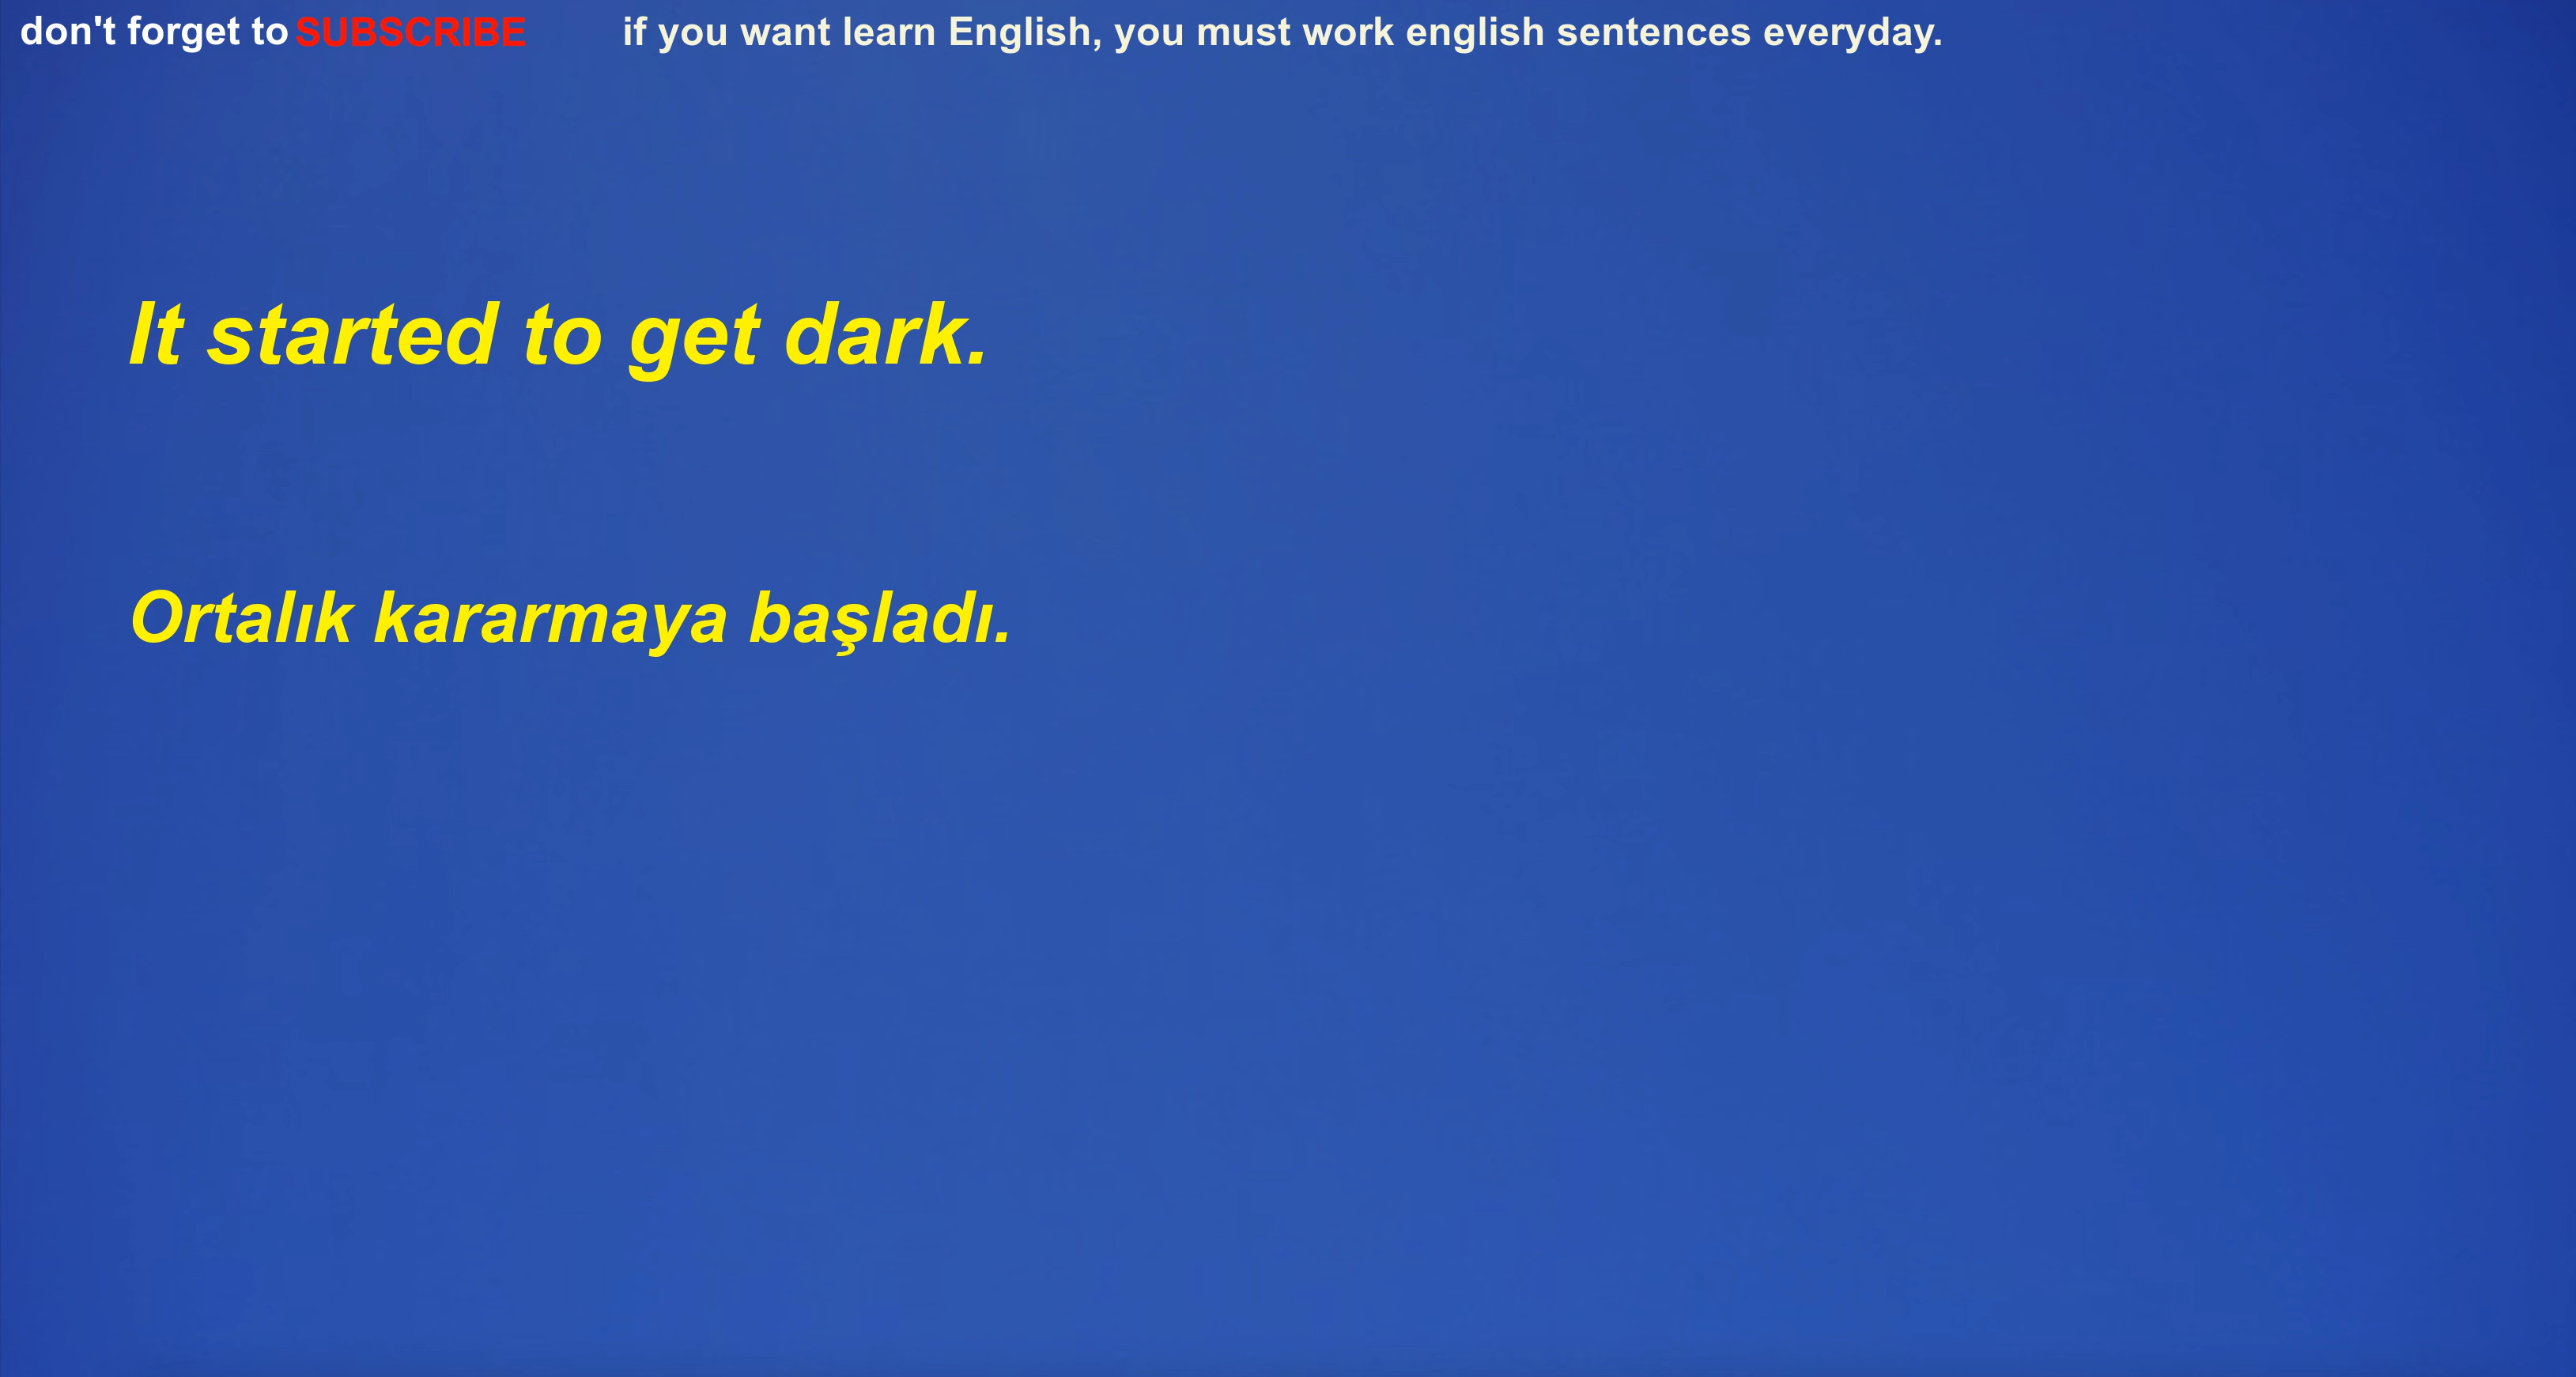 don't forget to SUBSCRIBE if you want learn English, you must work english sentences everyday.
It started to get dark.
Ortalık kararmaya başladı.